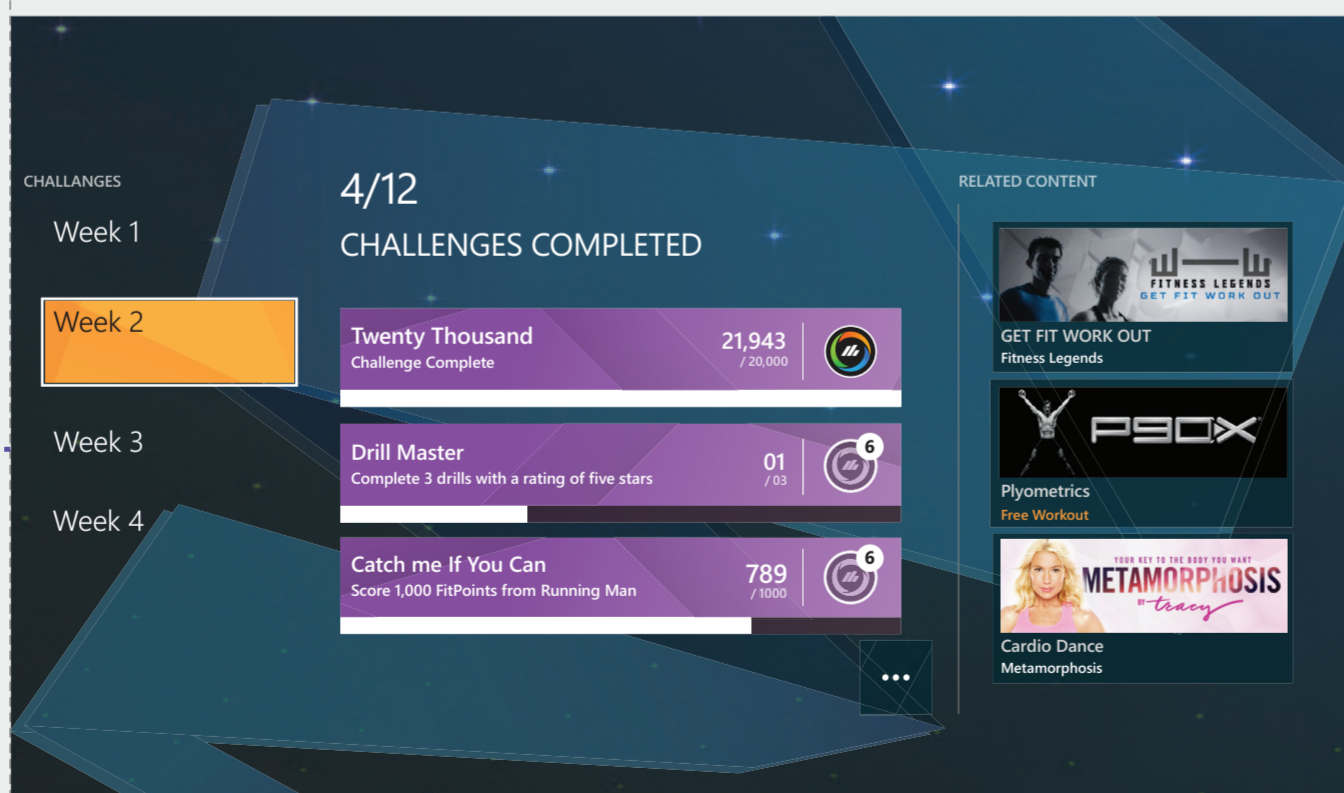 CHALLANGES
Week 1
Week 2
Week 3
Week 4
4/12
CHALLENGES COMPLETED
Twenty Thousand
Challenge Complete
21,943
/ 20,000
Drill Master
Complete 3 drills with a rating of five stars
01
/ 03
6
Catch me If You Can
Score 1,000 FitPoints from Running Man
789
/ 1000
6
•••
RELATED CONTENT
FITNESS LEGENDS
GET FIT WORK OUT
GET FIT WORK OUT
Fitness Legends
P90X
Plyometrics
Free Workout
YOUR KEY TO THE BODY YOU WANT
METAMORPHOSIS
BY tracy
Cardio Dance
Metamorphosis